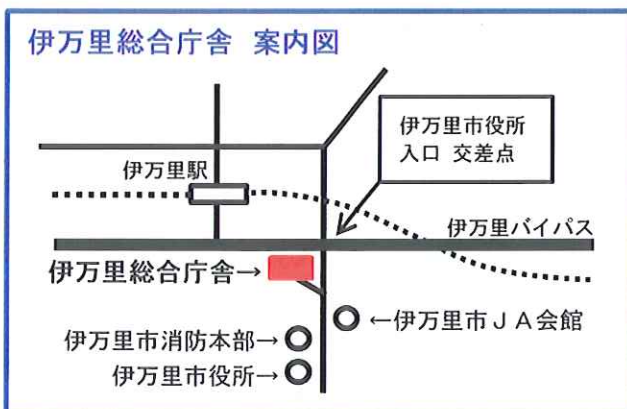 伊万里総合庁舎 案内図
伊万里市役所
入口 交差点
伊万里駅
伊万里バイパス
伊万里総合庁舎→
←伊万里市ＪＡ会館
伊万里市消防本部→
伊万里市役所→